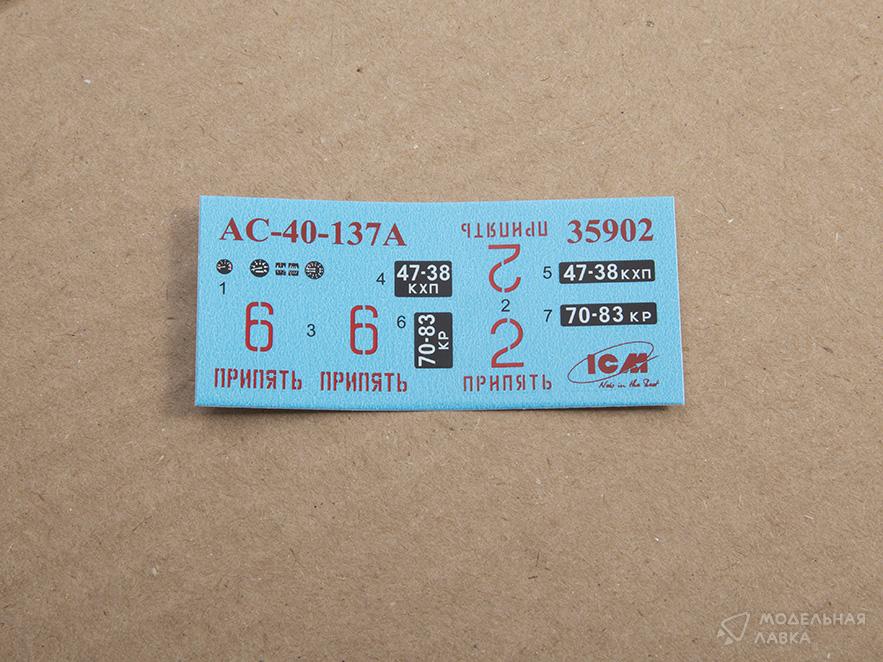 АС-40-137А
ПРИПЯТЬ
35902
2
1
4
47-38
КХП
5
47-38 КХП
6
3
6
6
70-83
КР
2
2
7
70-83 КР
ПРИПЯТЬ
ПРИПЯТЬ
ПРИПЯТЬ
ICM
МОДЕЛЬНАЯ
ЛАВКА